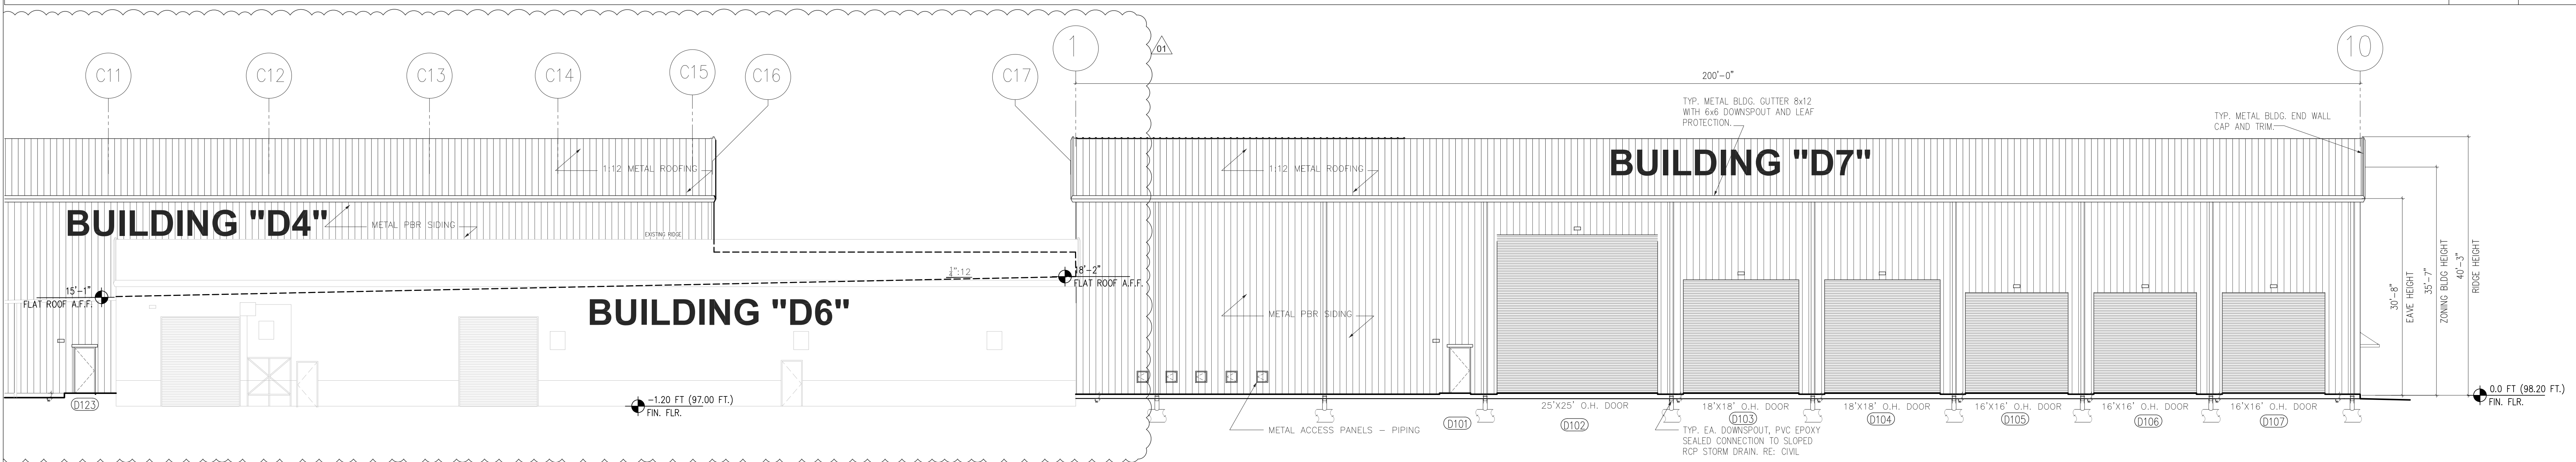 C11
C12
C13
C14
C15
C16
C17
1
01
10
200'-0"
TYP. METAL BLDG. GUTTER 8x12
WITH 6x6 DOWNSPOUT AND LEAF
PROTECTION.
TYP. METAL BLDG. END WALL
CAP AND TRIM.
1:12 METAL ROOFING
1:12 METAL ROOFING
BUILDING "D7"
BUILDING "D4"
METAL PBR SIDING
EXISTING RIDGE
15'-1"
FLAT ROOF A.F.F.
":12
18'-2"
FLAT ROOF A.F.F.
BUILDING "D6"
METAL PBR SIDING
30'-8"
EAVE HEIGHT
35'-7"
ZONING BLDG HEIGHT
40'-3"
RIDGE HEIGHT
D123
-1.20 FT (97.00 FT.)
FIN. FLR.
0.0 FT (98.20 FT.)
FIN. FLR.
METAL ACCESS PANELS - PIPING
D101
25'X25' O.H. DOOR
D102
18'X18' O.H. DOOR
D103
18'X18' O.H. DOOR
D104
16'X16' O.H. DOOR
D105
16'X16' O.H. DOOR
D106
16'X16' O.H. DOOR
D107
TYP. EA. DOWNSPOUT, PVC EPOXY
SEALED CONNECTION TO SLOPED
RCP STORM DRAIN. RE: CIVIL